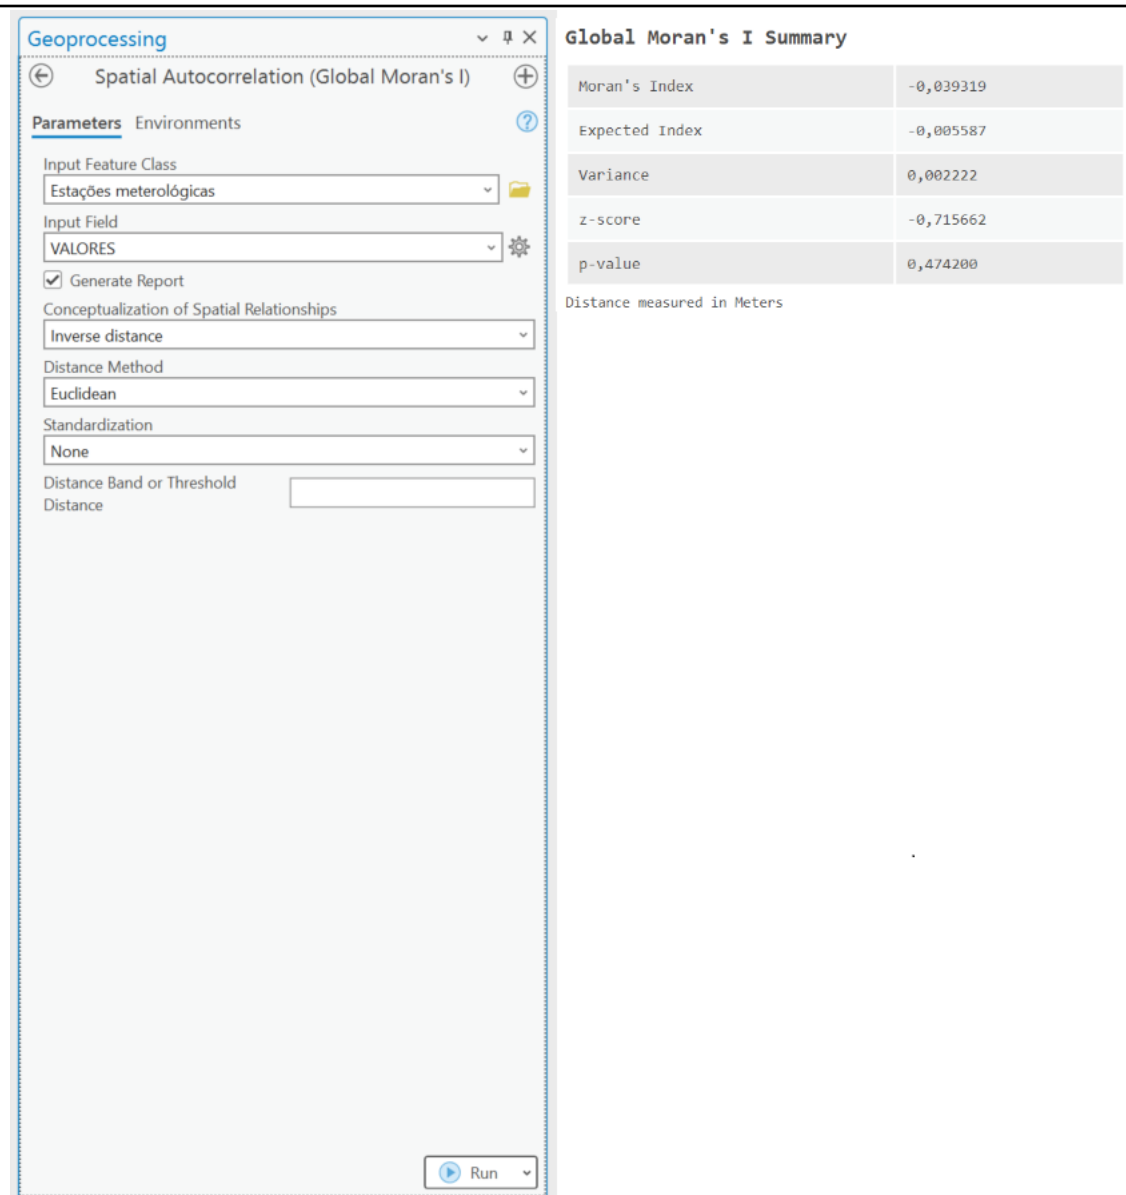 Geoprocessing
Spatial Autocorrelation (Global Moran's I)
Parameters Environments
Input Feature Class
Estações meterológicas
Input Field
VALORES
Generate Report
Conceptualization of Spatial Relationships
Inverse distance
Distance Method
Euclidean
Standardization
None
Distance Band or Threshold
Distance
Run
Global Moran's I Summary
Moran's Index -0,039319
Expected Index -0,005587
Variance 0,002222
z-score -0,715662
p-value 0,474200
Distance measured in Meters